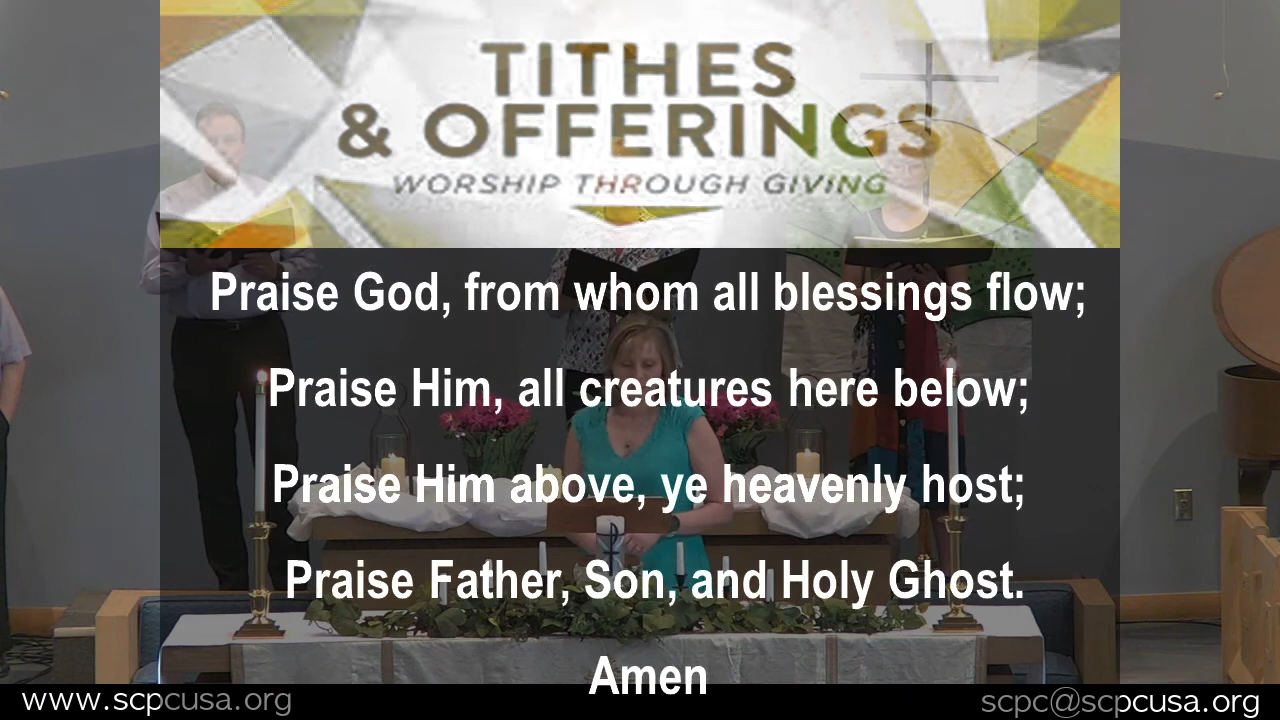 TITHES
& OFFERINGS
WORSHIP THROUGH GIVING
Praise God, from whom all blessings flow;
Praise Him, all creatures here below;
Praise Him above, ye heavenly host;
Praise Father, Son, and Holy Ghost.
Amen
www.scpcusa.org
scpc@scpcusa.org